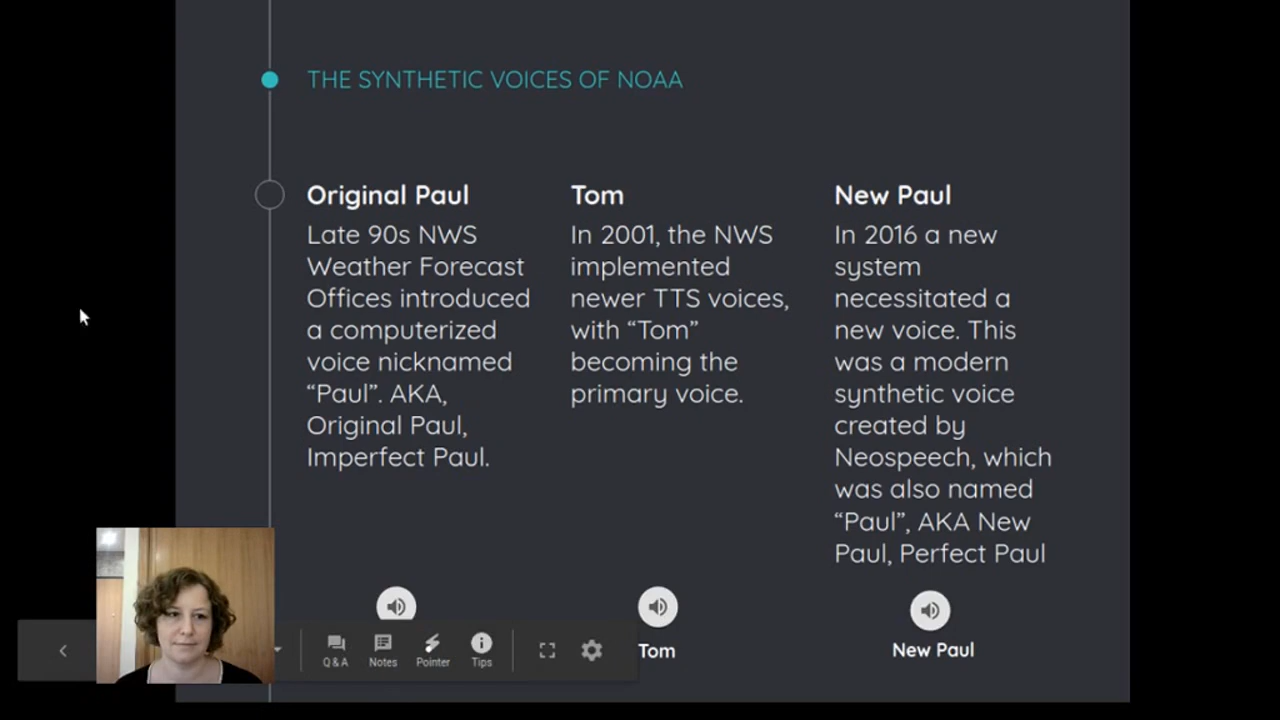 THE SYNTHETIC VOICES OF NOAA
Original Paul
Late 90s NWS
Weather Forecast
Offices introduced
a computerized
voice nicknamed
“Paul”. AKA,
Original Paul,
Imperfect Paul.
Tom
In 2001, the NWS
implemented
newer TTS voices,
with “Tom”
becoming the
primary voice.
New Paul
In 2016 a new
system
necessitated a
new voice. This
was a modern
synthetic voice
created by
Neospeech, which
was also named
“Paul”, AKA New
Paul, Perfect Paul
Q & A
Notes
Pointer
Tips
Tom
New Paul